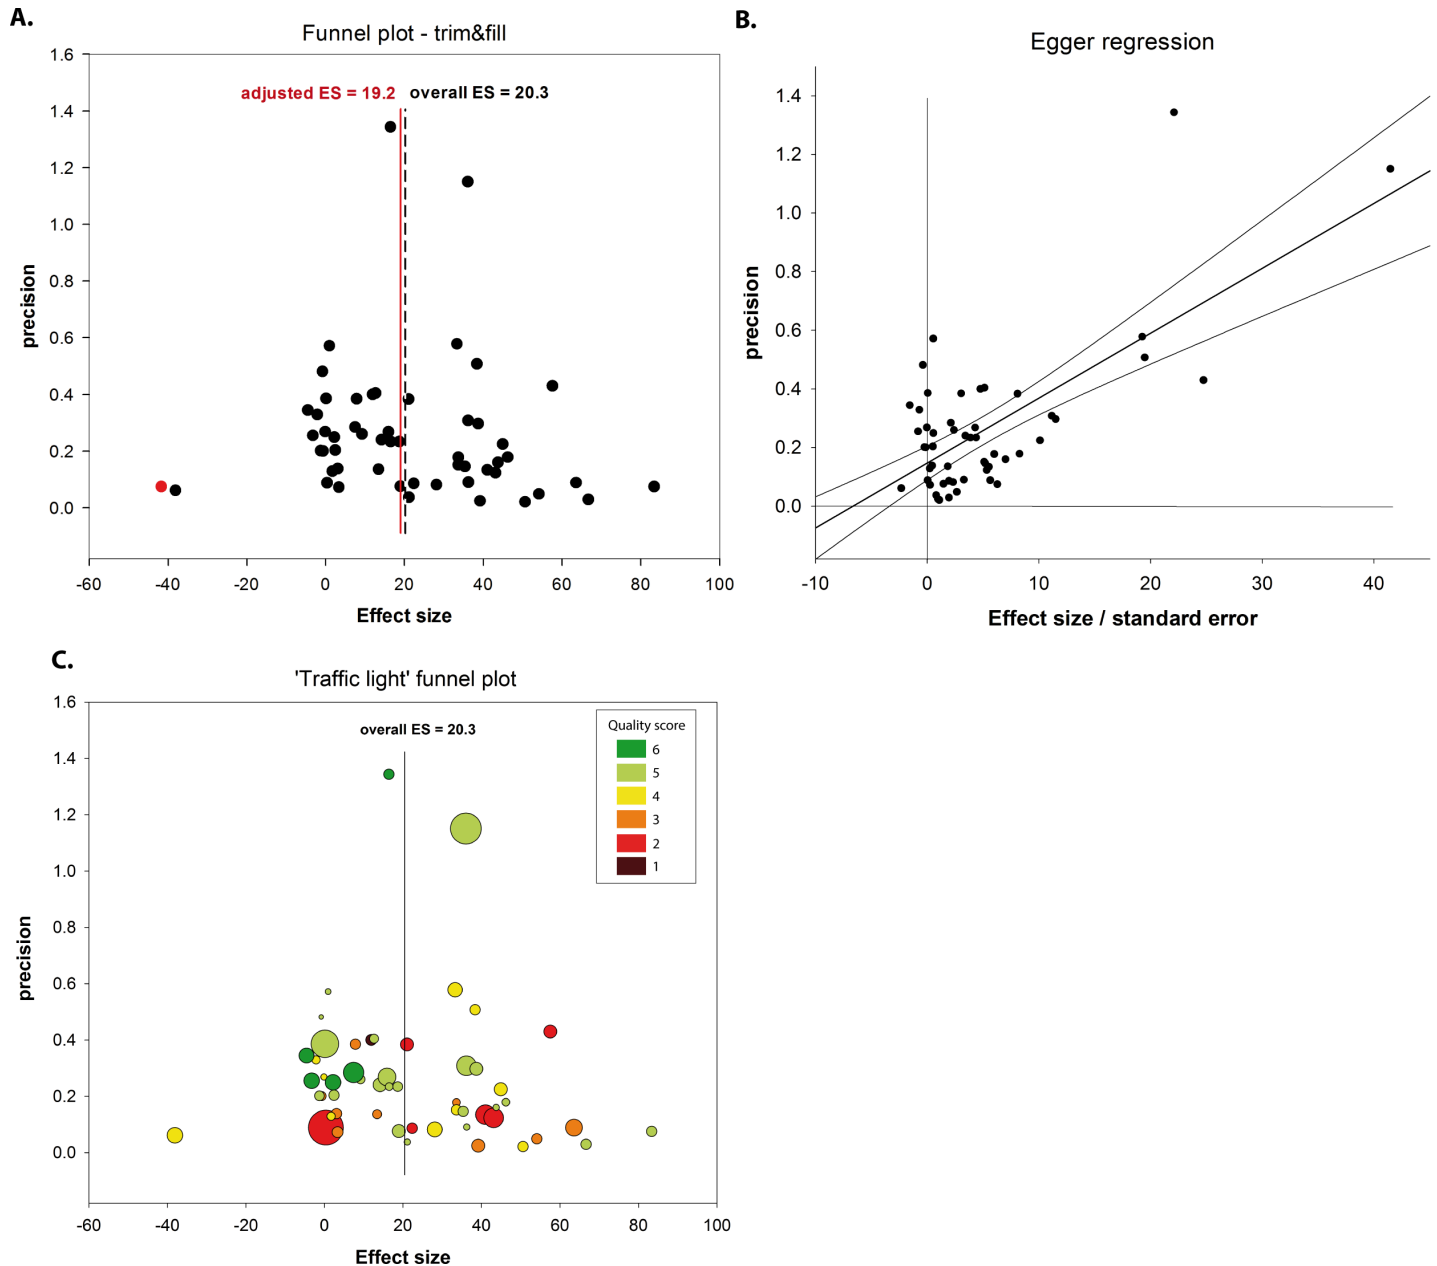 A.
Funnel plot - trim&fill
1.6
1.4
1.2
1.0
0.8
0.6
0.4
0.2
0.0
precision
adjusted ES = 19.2 overall ES = 20.3
-60 -40 -20 0 20 40 60 80 100
Effect size
B.
Egger regression
1.4
1.2
1.0
0.8
0.6
0.4
0.2
0.0
precision
-10 0 10 20 30 40
Effect size / standard error
C.
'Traffic light' funnel plot
1.6
1.4
1.2
1.0
0.8
0.6
0.4
0.2
0.0
precision
overall ES = 20.3
Quality score
6
5
4
3
2
1
-60 -40 -20 0 20 40 60 80 100
Effect size